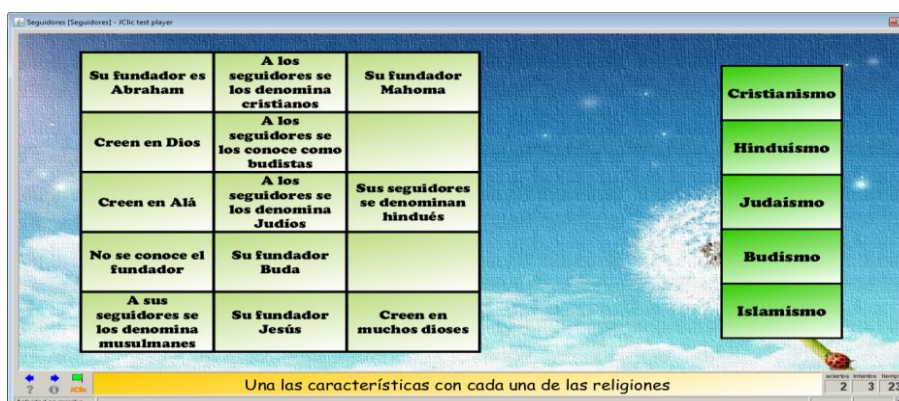 Seguidores [Seguidores] - JClic test player
Su fundador es
Abraham
A los
seguidores se
los denomina
cristianos
Su fundador
Mahoma
Creen en Dios
A los
seguidores se
los conoce como
budistas
Creen en Alá
A los
seguidores se
los denomina
Judíos
Sus seguidores
se denominan
hindués
No se conoce el
fundador
Su fundador
Buda
A sus
seguidores se
los denomina
musulmanes
Su fundador
Jesús
Creen en
muchos dioses
Cristianismo
Hinduísmo
Judaísmo
Budismo
Islamismo
Una las características con cada una de las religiones
aciertos intentos tiempo
2 3 23
JClic